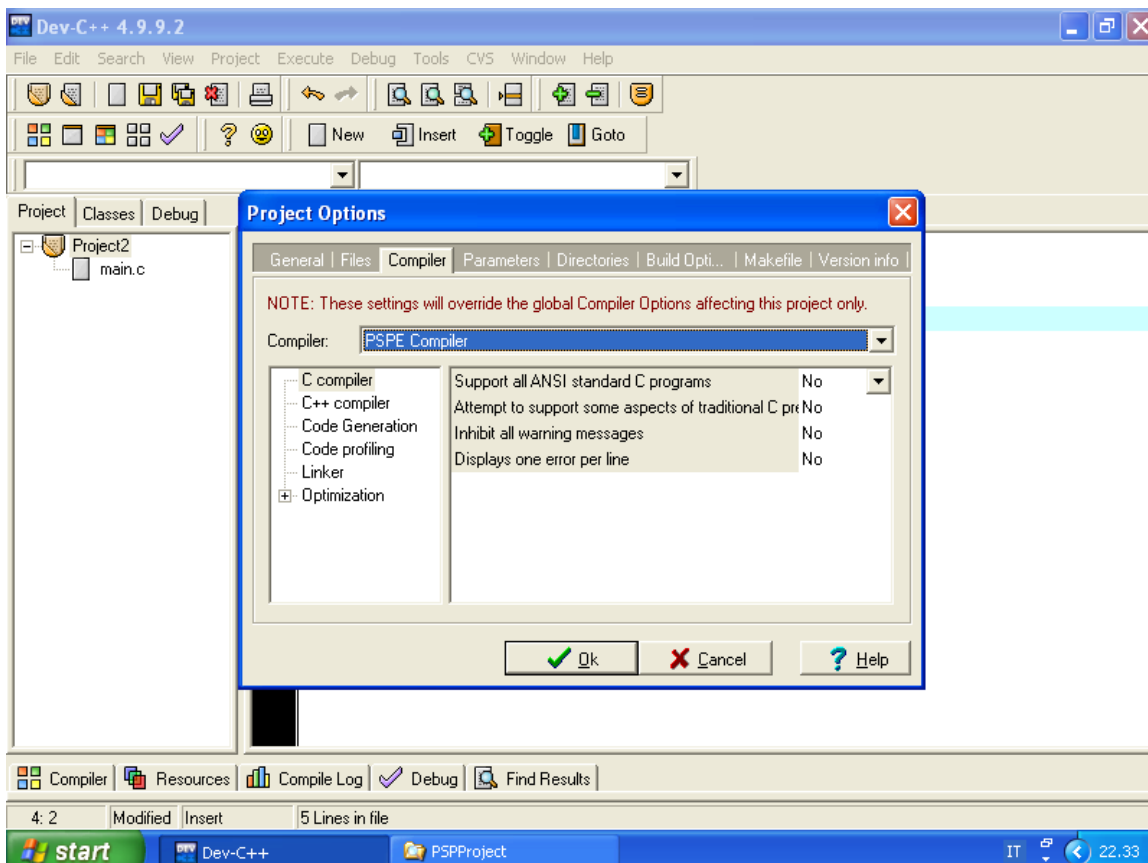 Dev-C++ 4.9.9.2
File Edit Search View Project Execute Debug Tools CVS Window Help
New Insert Toggle Goto
Project Classes Debug
Project Options
Project2
main.c
General Files Compiler Parameters Directories Build Opti... Makefile Version info
NOTE: These settings will override the global Compiler Options affecting this project only.
Compiler: PSPE Compiler
C compiler
C++ compiler
Code Generation
Code profiling
Linker
Optimization
Support all ANSI standard C programs No
Attempt to support some aspects of traditional C pre No
Inhibit all warning messages No
Displays one error per line No
Ok Cancel Help
Compiler Resources Compile Log Debug Find Results
4: 2 Modified Insert 5 Lines in file
start Dev-C++ PSPProject IT 22.33